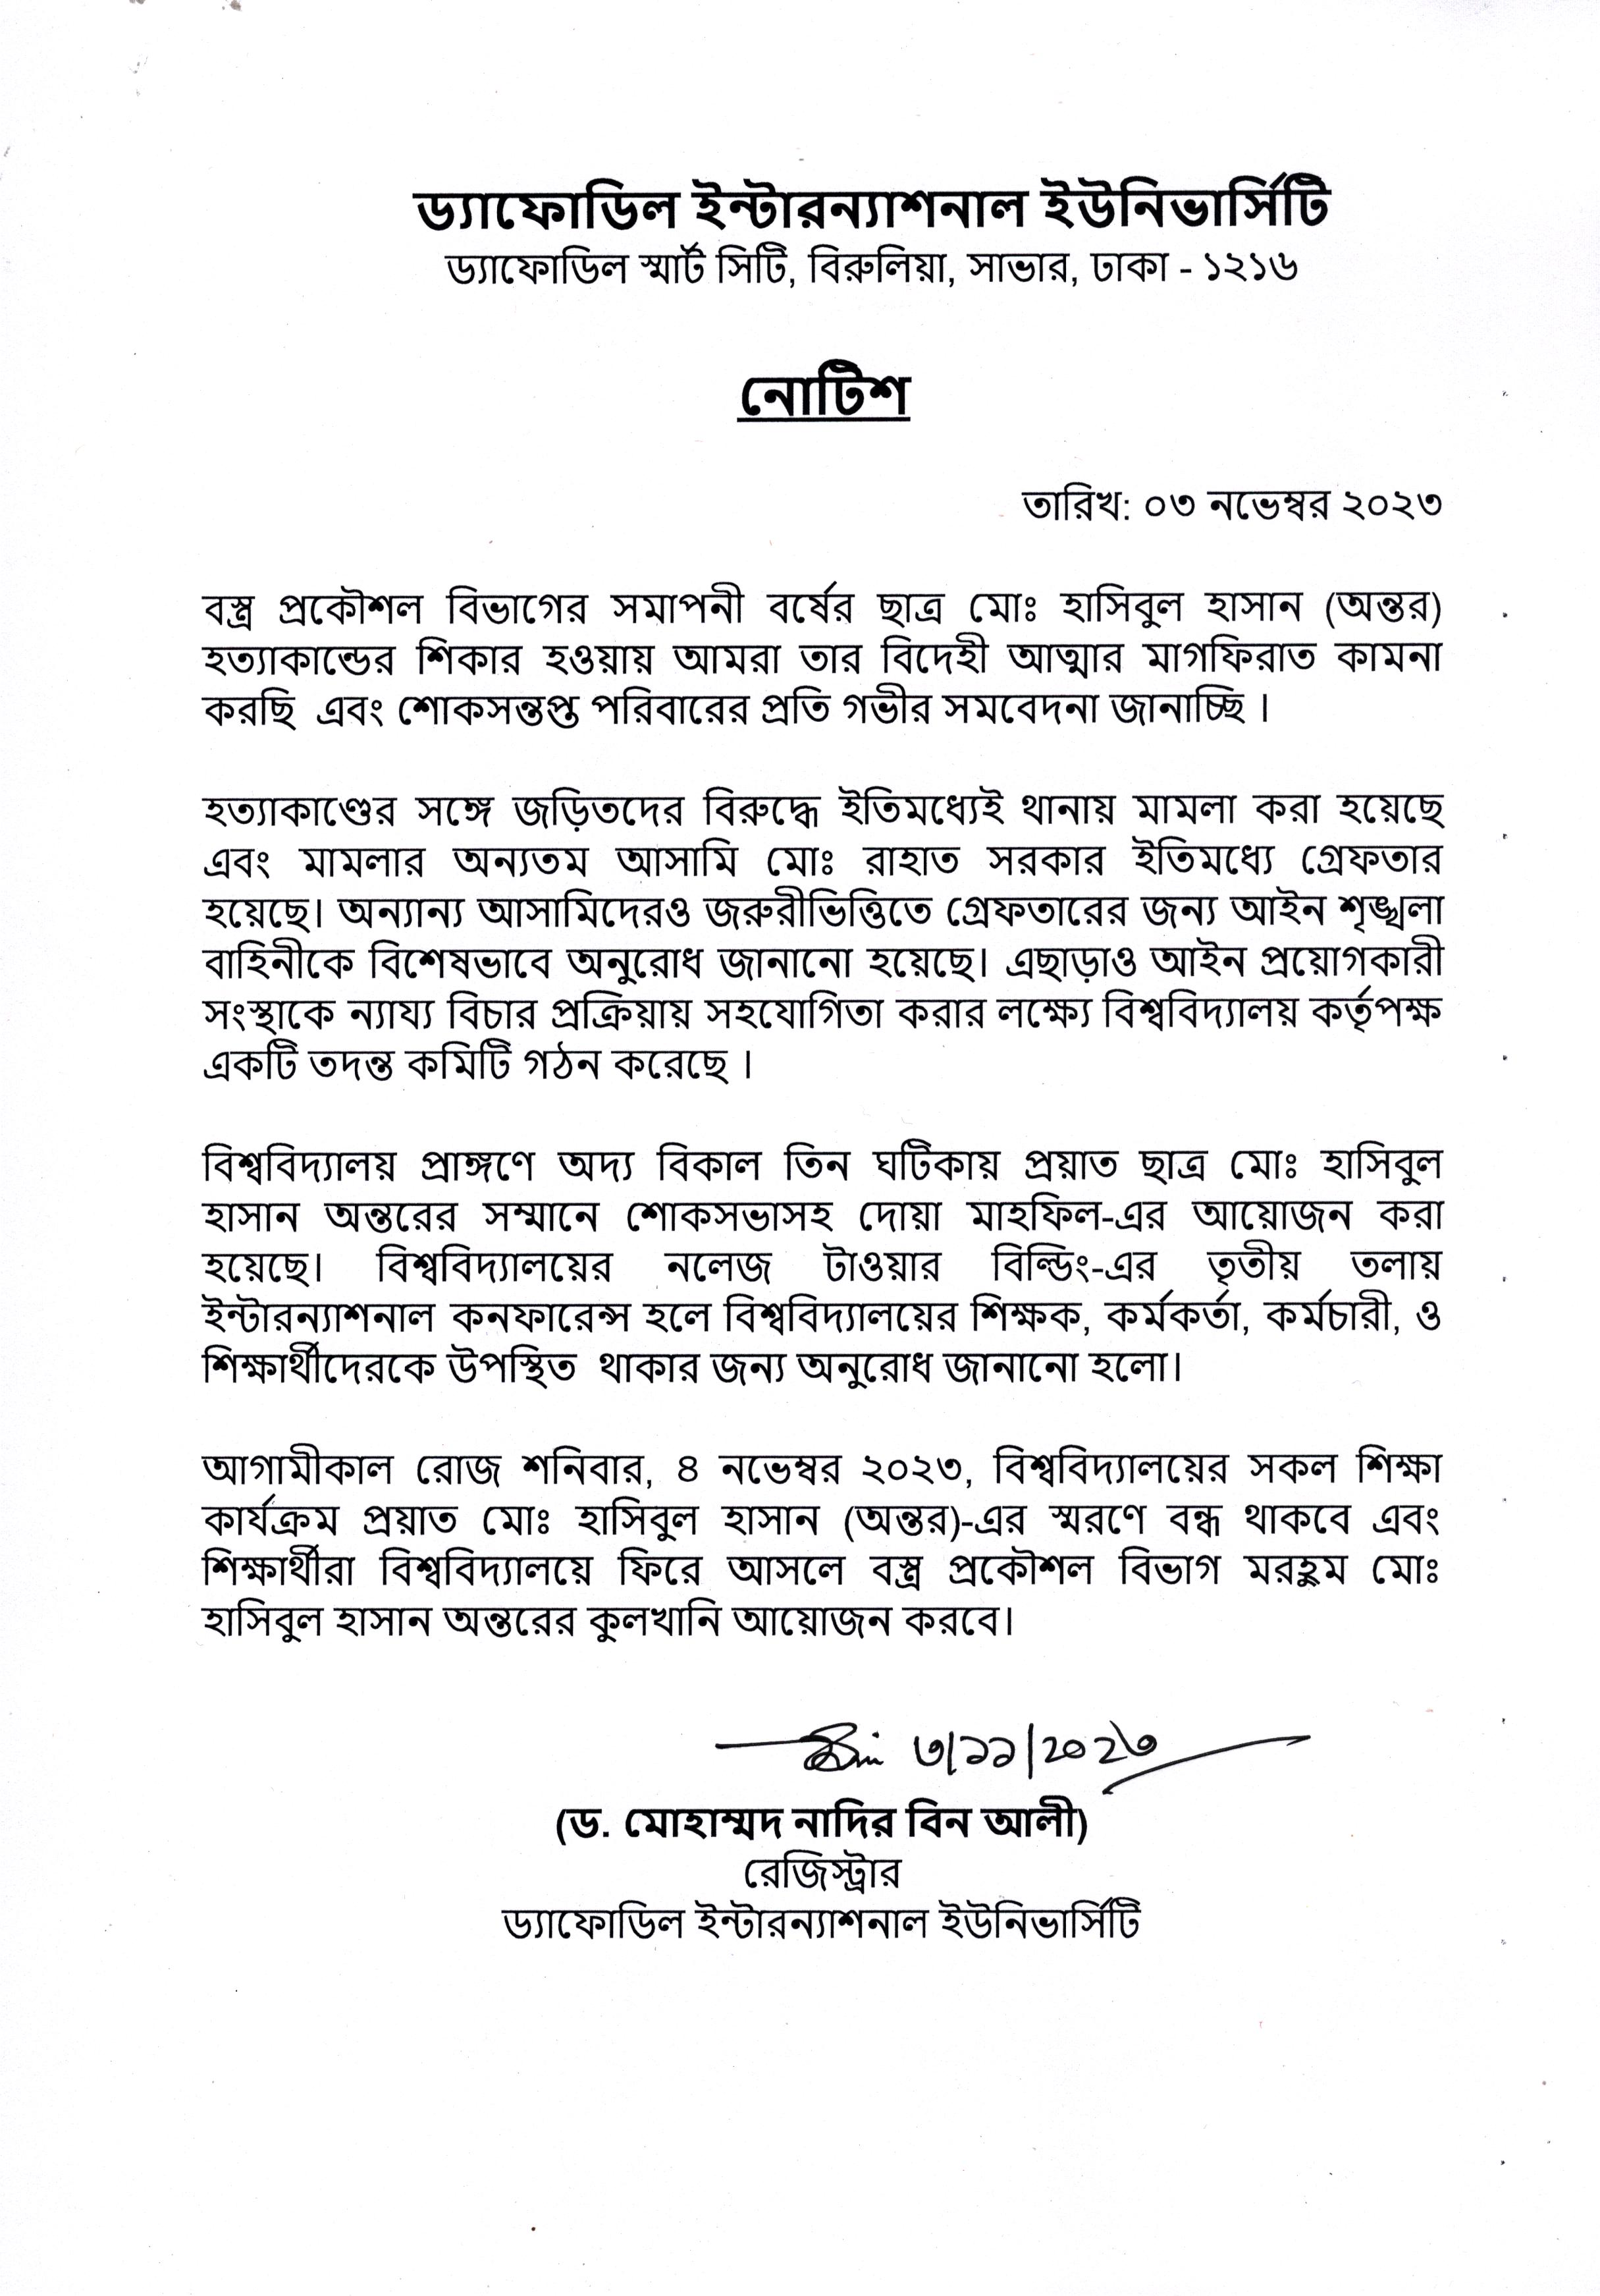 ড্যাফোডিল ইন্টারন্যাশনাল ইউনিভার্সিটি
ড্যাফোডিল স্মার্ট সিটি, বিরুলিয়া, সাভার, ঢাকা - ১২১৬
নোটিশ
তারিখ: ০৩ নভেম্বর ২০২৩
বস্ত্র প্রকৌশল বিভাগের সমাপনী বর্ষের ছাত্র মোঃ হাসিবুল হাসান (অন্তর)
হত্যাকান্ডের শিকার হওয়ায় আমরা তার বিদেহী আত্মার মাগফিরাত কামনা
করছি এবং শোকসন্তপ্ত পরিবারের প্রতি গভীর সমবেদনা জানাচ্ছি ।
হত্যাকাণ্ডের সঙ্গে জড়িতদের বিরুদ্ধে ইতিমধ্যেই থানায় মামলা করা হয়েছে
এবং মামলার অন্যতম আসামি মোঃ রাহাত সরকার ইতিমধ্যে গ্রেফতার
হয়েছে। অন্যান্য আসামিদেরও জরুরীভিত্তিতে গ্রেফতারের জন্য আইন শৃঙ্খলা
বাহিনীকে বিশেষভাবে অনুরোধ জানানো হয়েছে। এছাড়াও আইন প্রয়োগকারী
সংস্থাকে ন্যায্য বিচার প্রক্রিয়ায় সহযোগিতা করার লক্ষ্যে বিশ্ববিদ্যালয় কর্তৃপক্ষ
একটি তদন্ত কমিটি গঠন করেছে ।
বিশ্ববিদ্যালয় প্রাঙ্গণে অদ্য বিকাল তিন ঘটিকায় প্রয়াত ছাত্র মোঃ হাসিবুল
হাসান অন্তরের সম্মানে শোকসভাসহ দোয়া মাহফিল-এর আয়োজন করা
হয়েছে। বিশ্ববিদ্যালয়ের নলেজ টাওয়ার বিল্ডিং-এর তৃতীয় তলায়
ইন্টারন্যাশনাল কনফারেন্স হলে বিশ্ববিদ্যালয়ের শিক্ষক, কর্মকর্তা, কর্মচারী, ও
শিক্ষার্থীদেরকে উপস্থিত থাকার জন্য অনুরোধ জানানো হলো।
আগামীকাল রোজ শনিবার, ৪ নভেম্বর ২০২৩, বিশ্ববিদ্যালয়ের সকল শিক্ষা
কার্যক্রম প্রয়াত মোঃ হাসিবুল হাসান (অন্তর)-এর স্মরণে বন্ধ থাকবে এবং
শিক্ষার্থীরা বিশ্ববিদ্যালয়ে ফিরে আসলে বস্ত্র প্রকৌশল বিভাগ মরহুম মোঃ
হাসিবুল হাসান অন্তরের কুলখানি আয়োজন করবে।
৩/১১/২০২৩
(ড. মোহাম্মদ নাদির বিন আলী)
রেজিস্ট্রার
ড্যাফোডিল ইন্টারন্যাশনাল ইউনিভার্সিটি